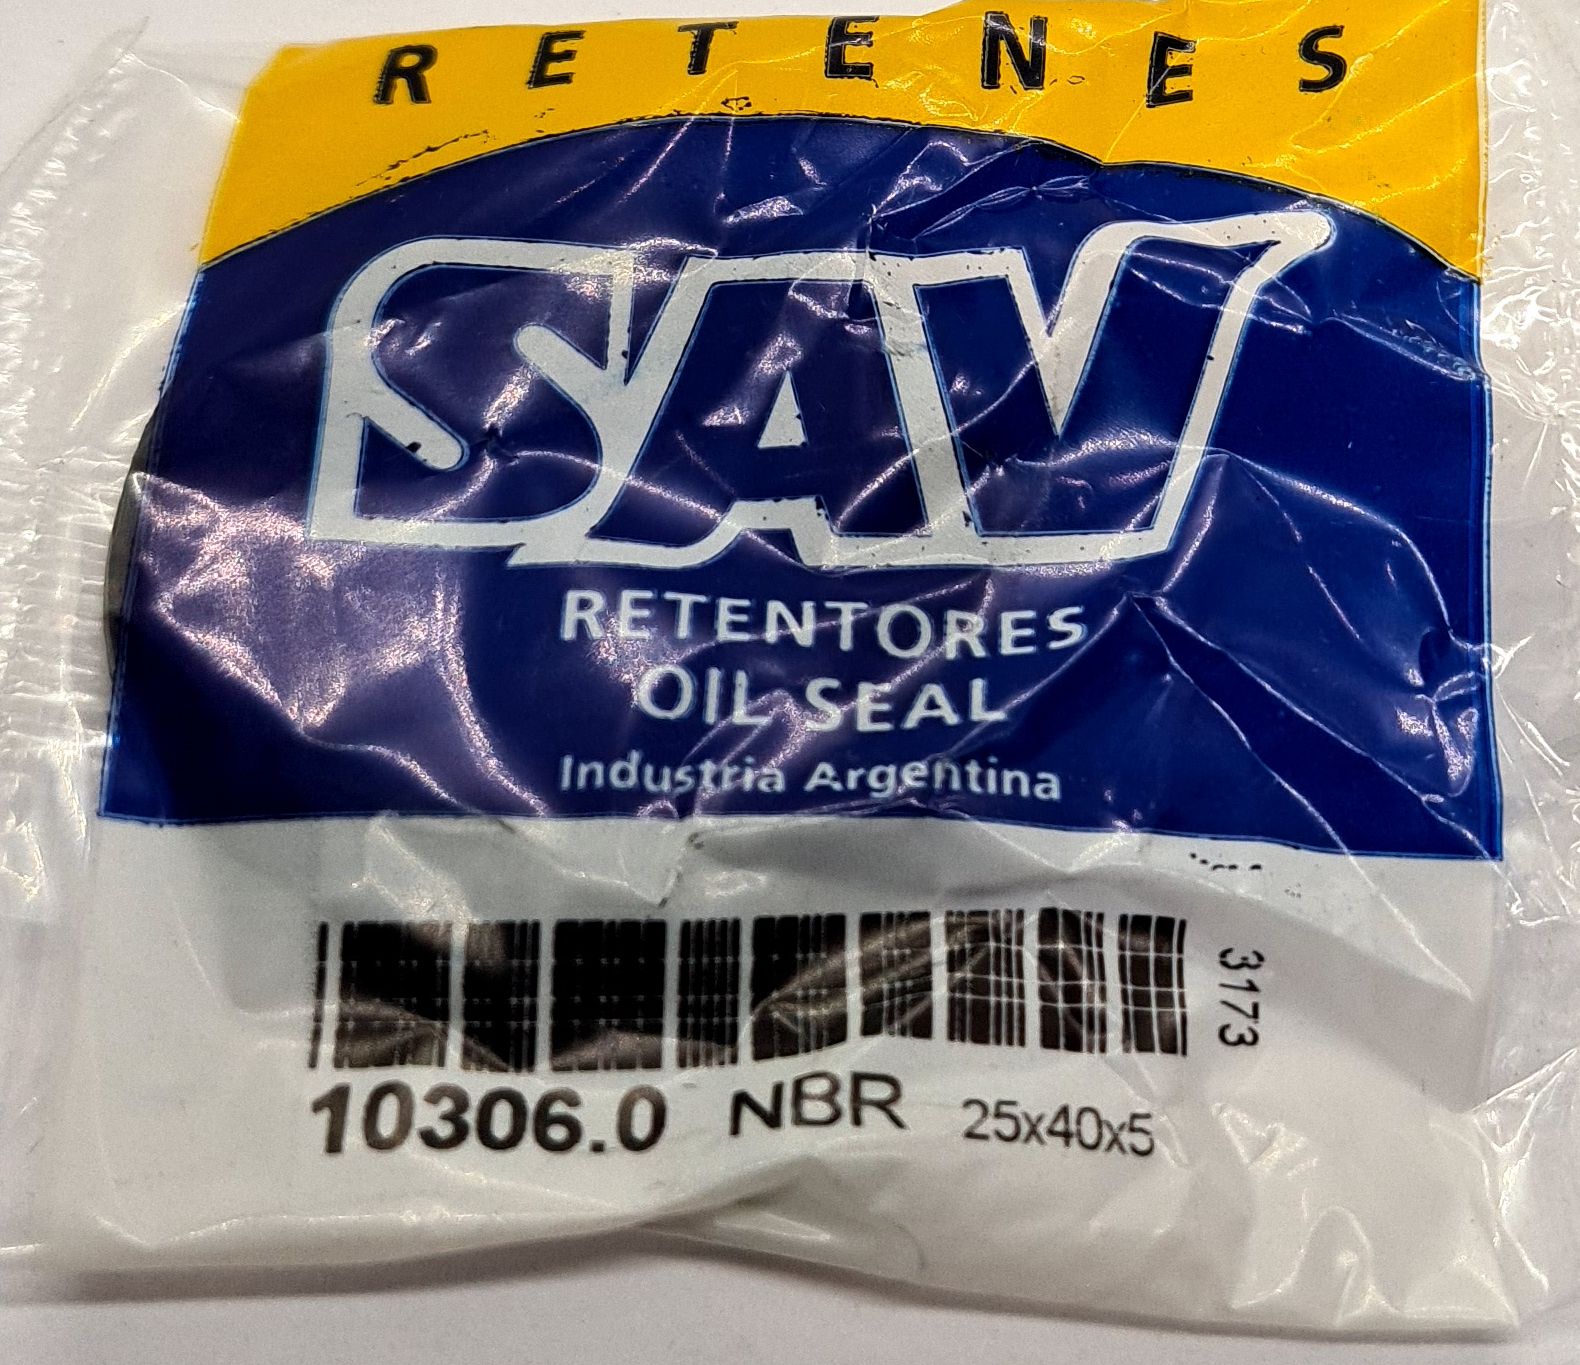 RETENES
SAV
RETENTORES
OIL SEAL
Industria Argentina
3173
10306.0 NBR 25x40x5